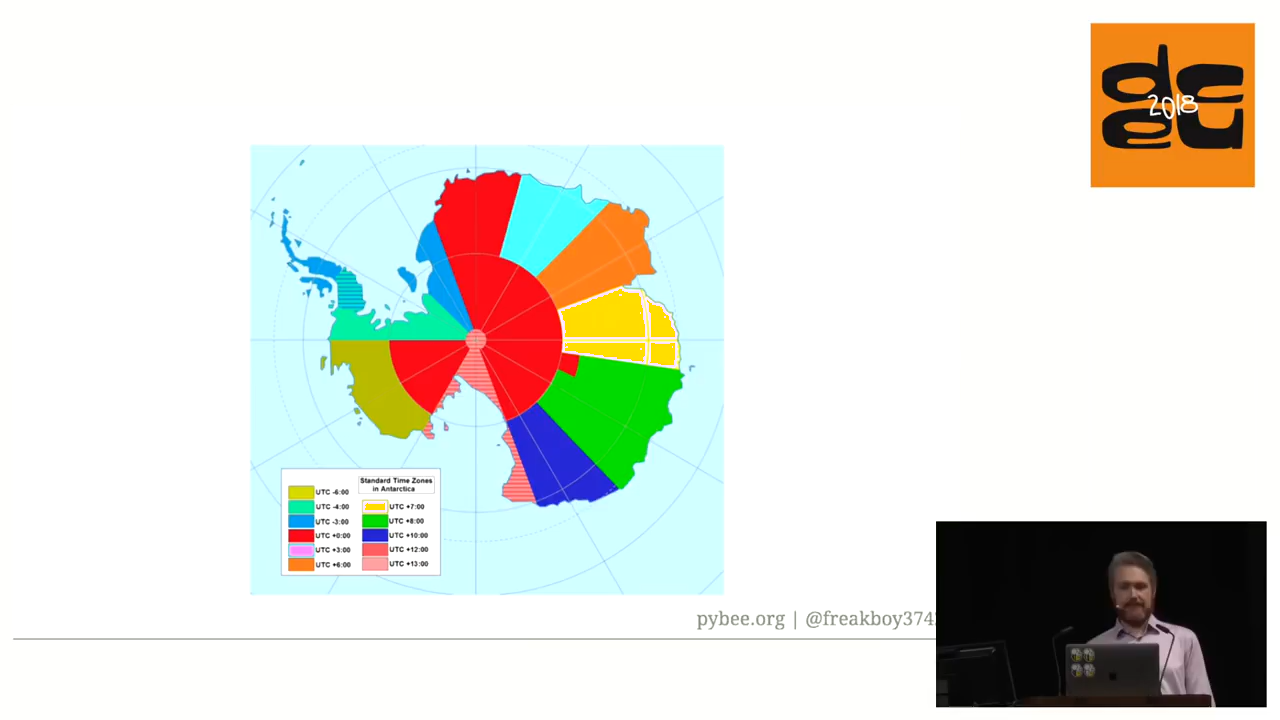 dc
2018
eu
Standard Time Zones
in Antarctica
UTC -6:00
UTC -4:00
UTC -3:00
UTC +0:00
UTC +3:00
UTC +6:00
UTC +7:00
UTC +8:00
UTC +10:00
UTC +12:00
UTC +13:00
pybee.org | @freakboy374